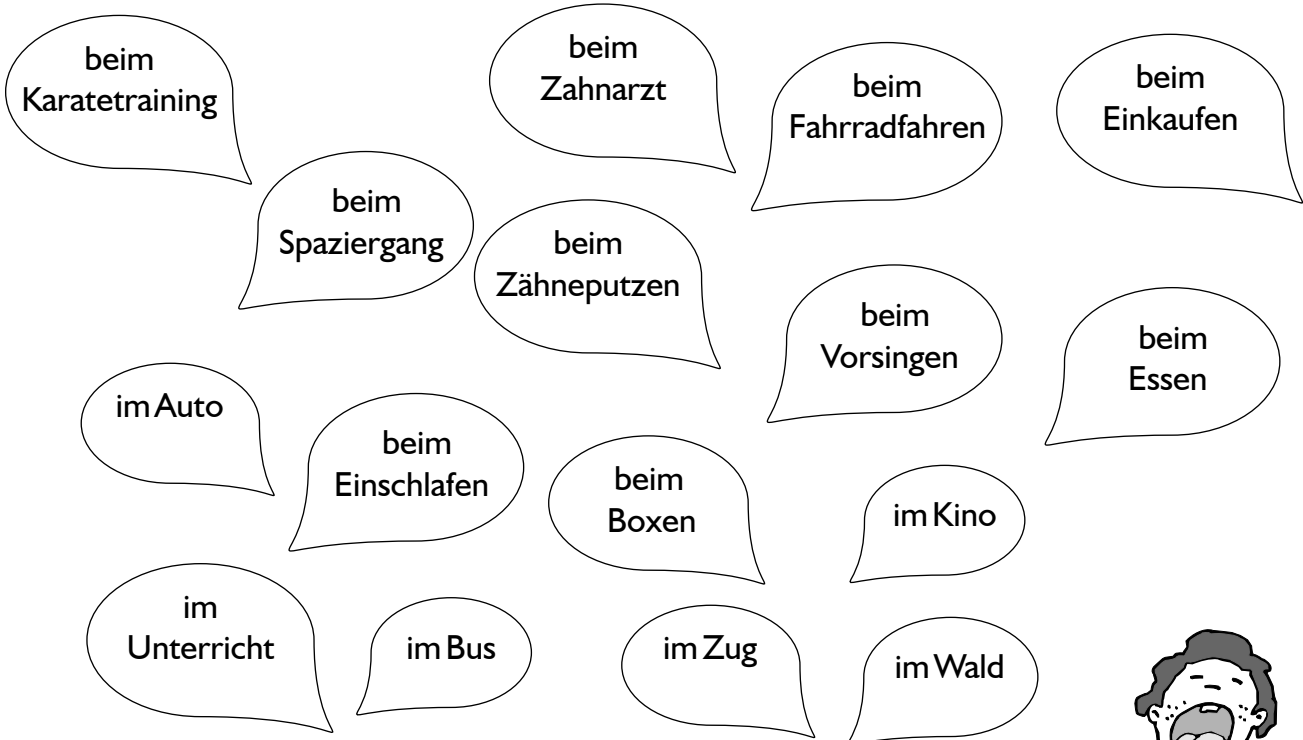 beim
Karatetraining
beim
Zahnarzt
beim
Fahrradfahren
beim
Einkaufen
beim
Spaziergang
beim
Zähneputzen
beim
Vorsingen
beim
Essen
im Auto
beim
Einschlafen
beim
Boxen
im Kino
im
Unterricht
im Bus
im Zug
im Wald